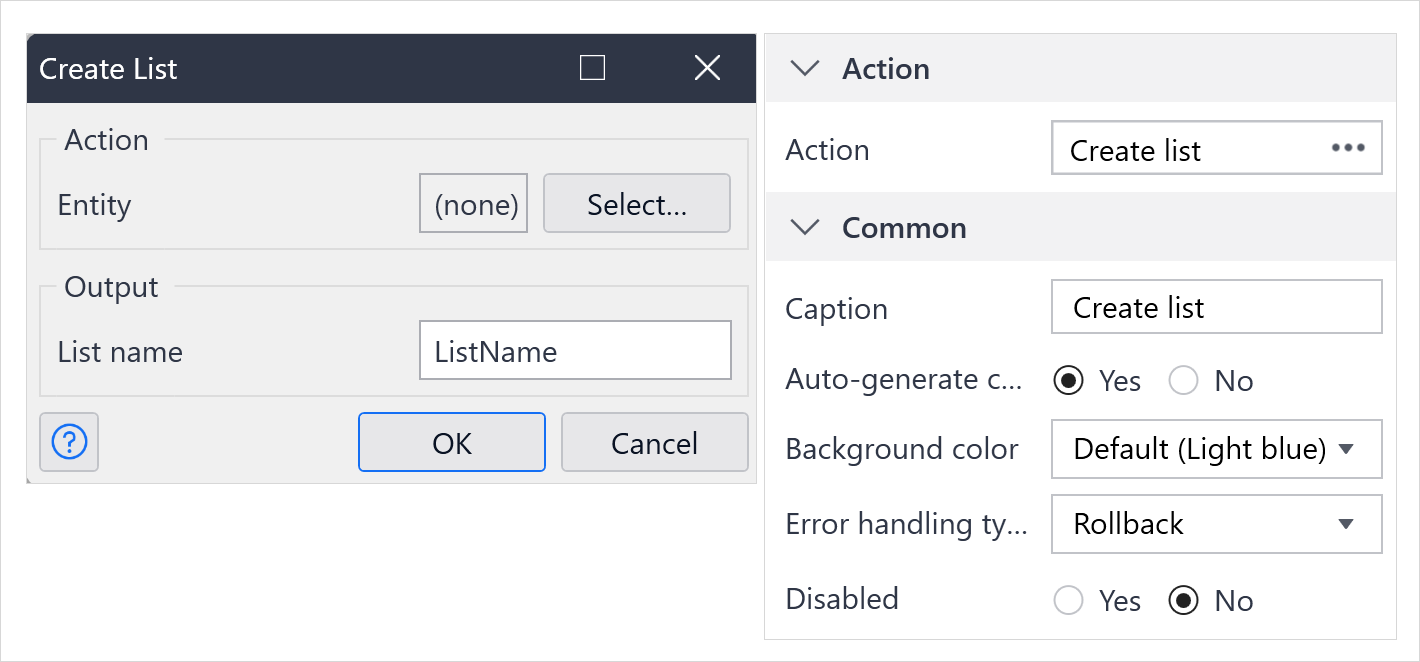 Create List
Action
Entity (none) Select...
Output
List name ListName
? OK Cancel
Action
Action Create list ...
Common
Caption Create list
Auto-generate c... Yes No
Background color Default (Light blue)
Error handling ty... Rollback
Disabled Yes No